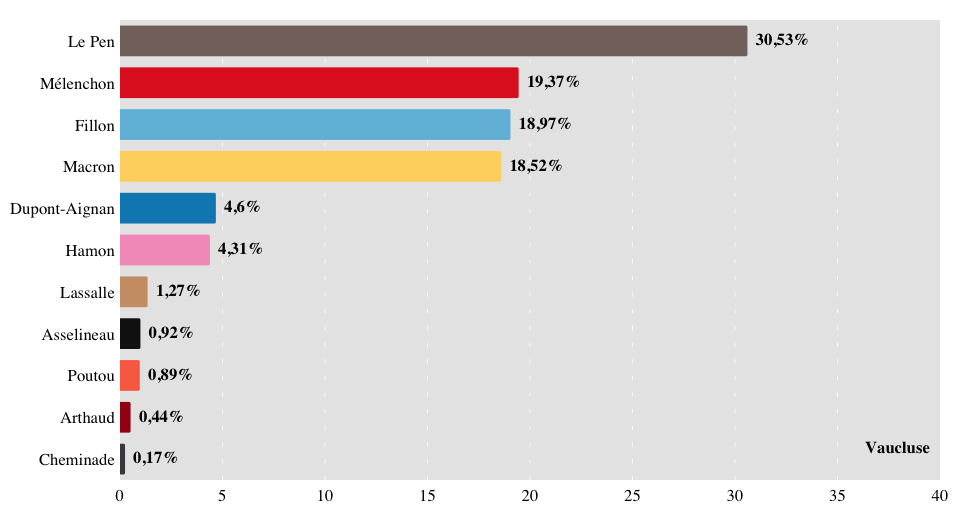 Le Pen 30,53%
Mélenchon 19,37%
Fillon 18,97%
Macron 18,52%
Dupont-Aignan 4,6%
Hamon 4,31%
Lassalle 1,27%
Asselineau 0,92%
Poutou 0,89%
Arthaud 0,44%
Vaucluse
Cheminade 0,17%
0 5 10 15 20 25 30 35 40